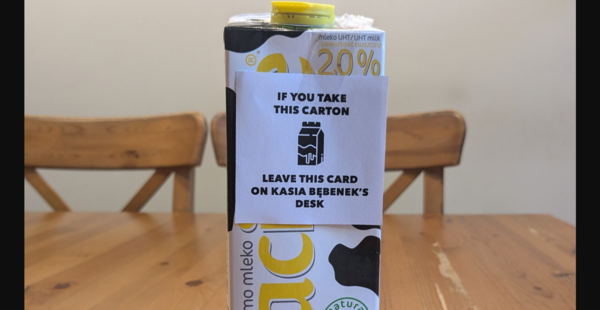 mleko UHT/ UHT milk
2,0%
IF YOU TAKE
THIS CARTON
LEAVE THIS CARD
ON KASIA BĘBENEK'S
DESK
mleko